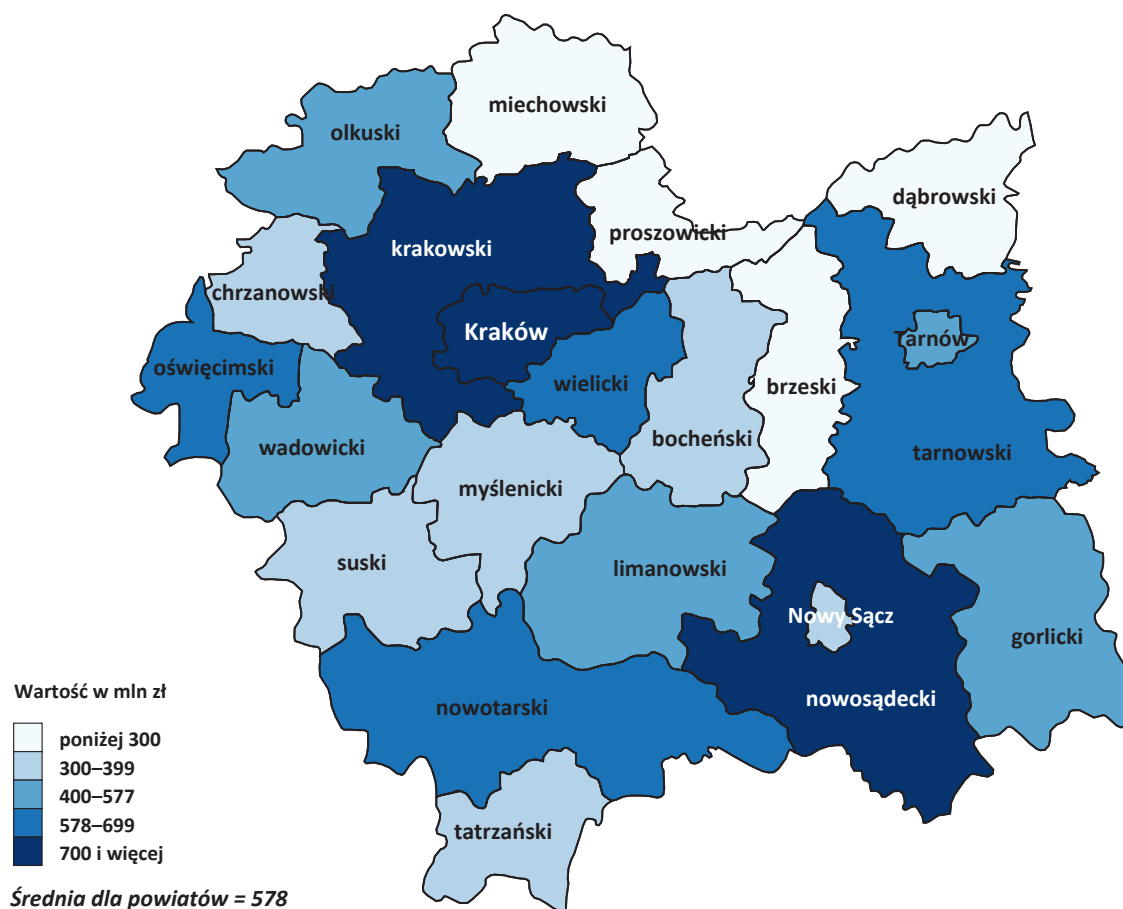 miechowski
olkuski
dąbrowski
proszowicki
krakowski
chrzanowski
Kraków
Tarnów
oświęcimski
wielicki
brzeski
bocheński
wadowicki
tarnowski
myślenicki
suski
limanowski
Nowy Sącz
gorlicki
nowosądecki
nowotarski
tatrzański
Wartość w mln zł
poniżej 300
300–399
400–577
578–699
700 i więcej
Średnia dla powiatów = 578